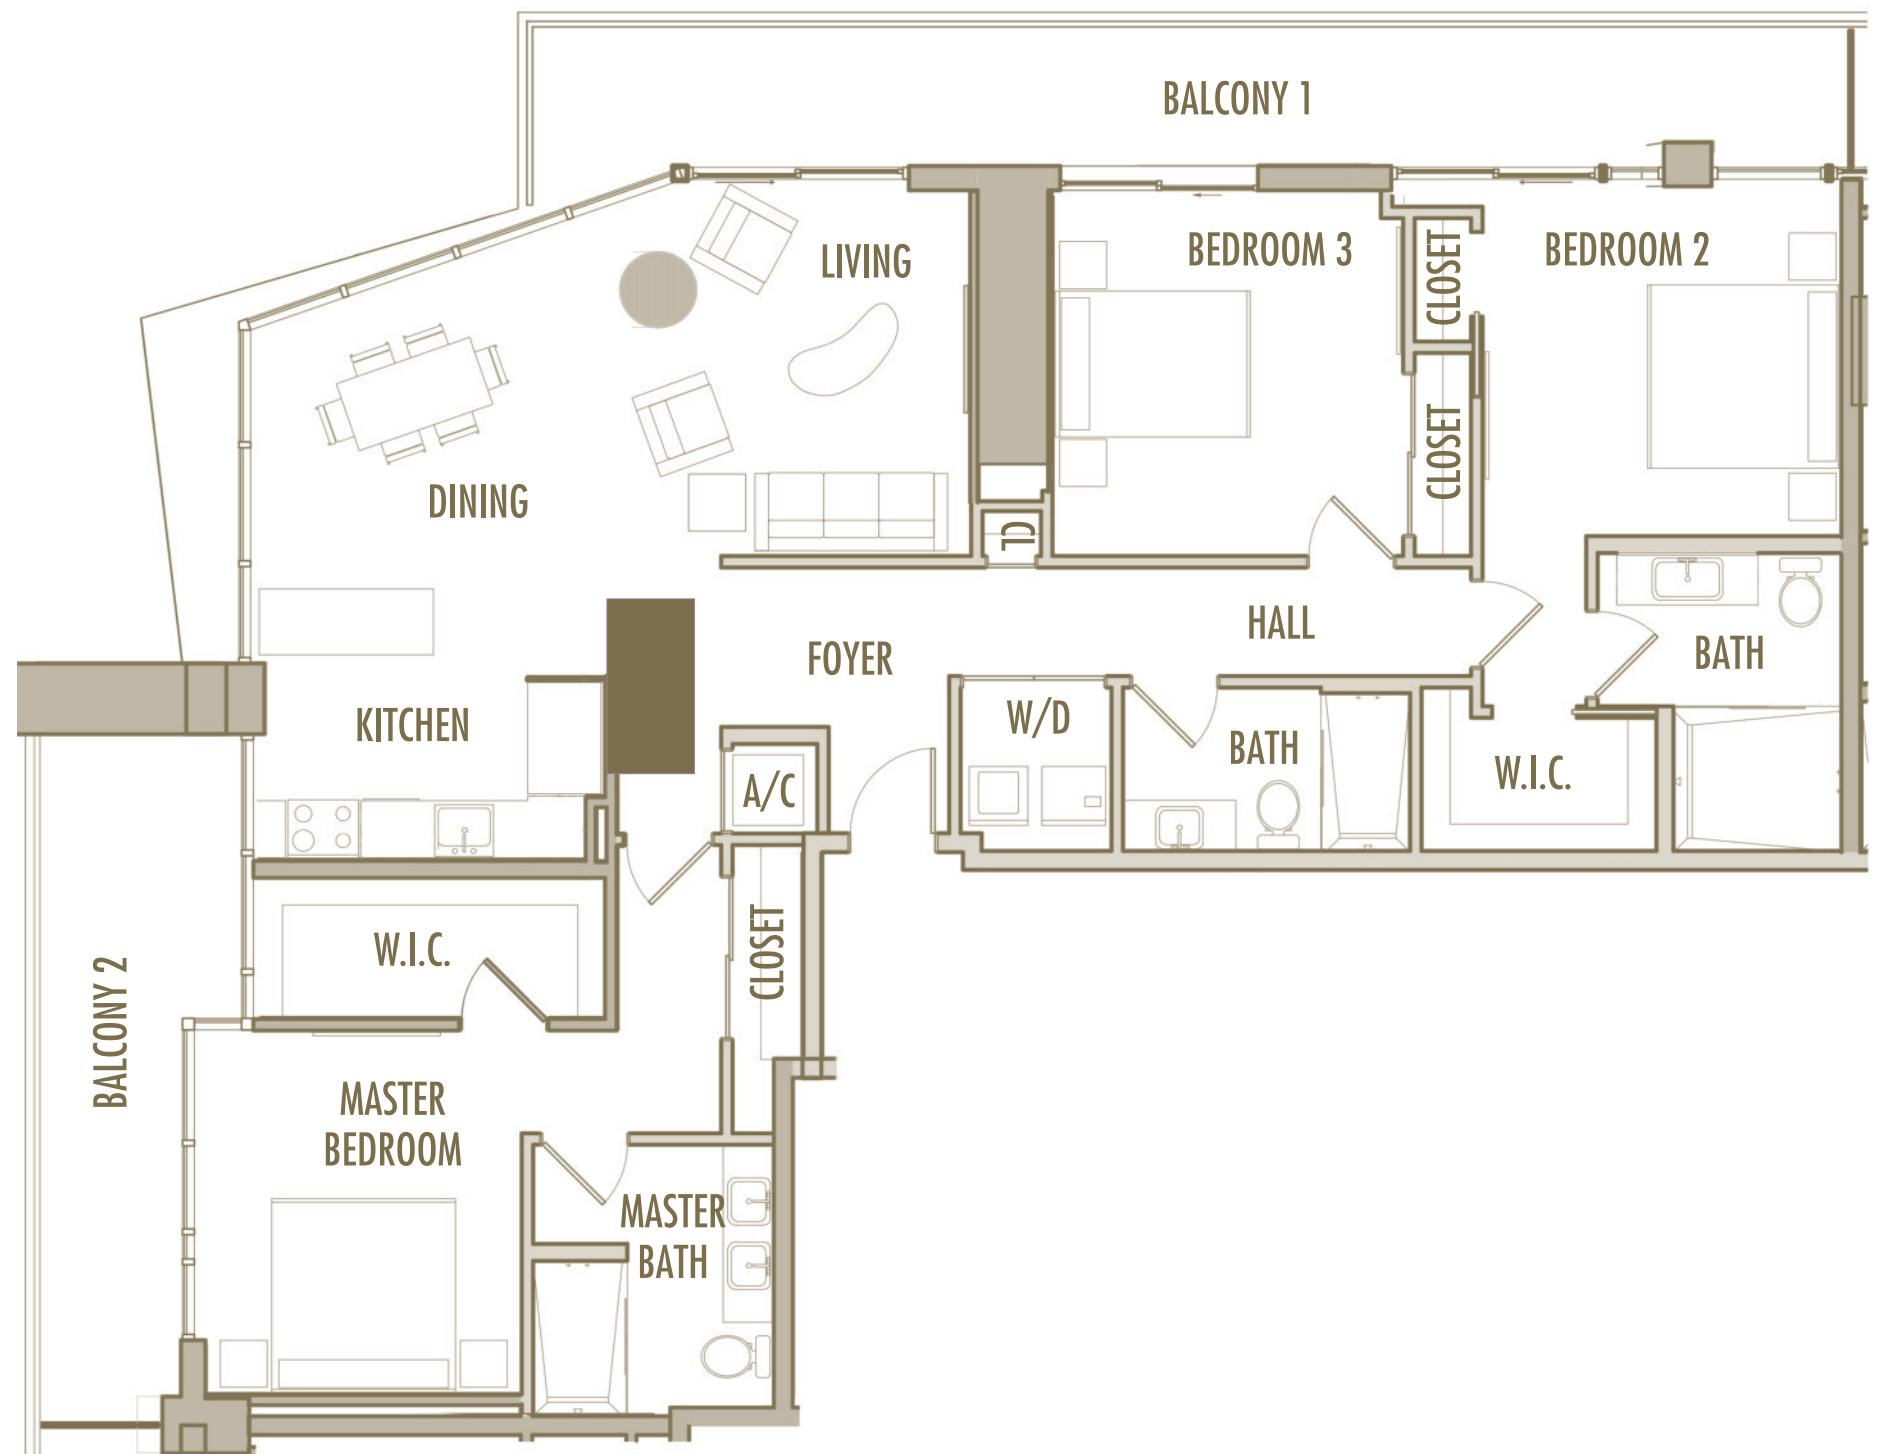 BALCONY 1
LIVING
BEDROOM 3
CLOSET
BEDROOM 2
CLOSET
DINING
CL
HALL
FOYER
BATH
KITCHEN
W/D
BATH
W.I.C.
A/C
W.I.C.
CLOSET
BALCONY 2
MASTER
BEDROOM
MASTER
BATH